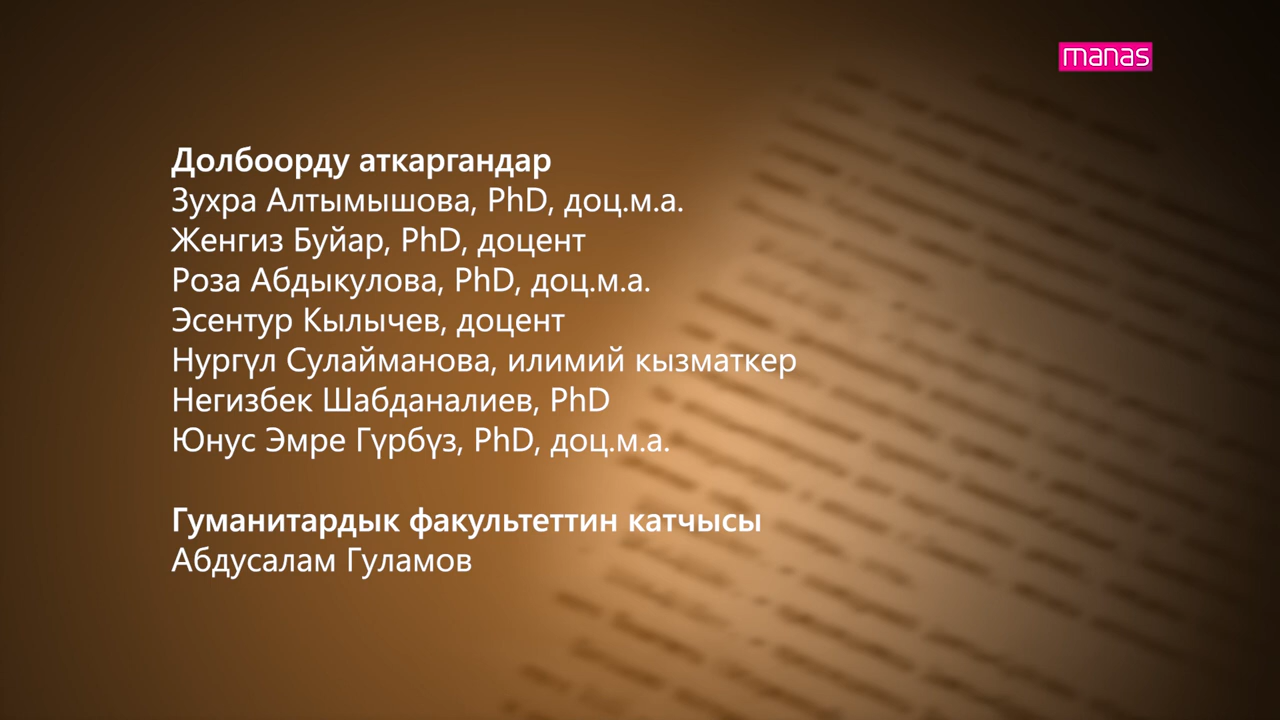 manas
Долбоорду аткаргандар
Зухра Алтымышова, PhD, доц.м.а.
Женгиз Буйар, PhD, доцент
Роза Абдыкулова, PhD, доц.м.а.
Эсентур Кылычев, доцент
Нургүл Сулайманова, илимий кызматкер
Негизбек Шабданалиев, PhD
Юнус Эмре Гүрбүз, PhD, доц.м.а.
Гуманитардык факультеттин катчысы
Абдусалам Гуламов